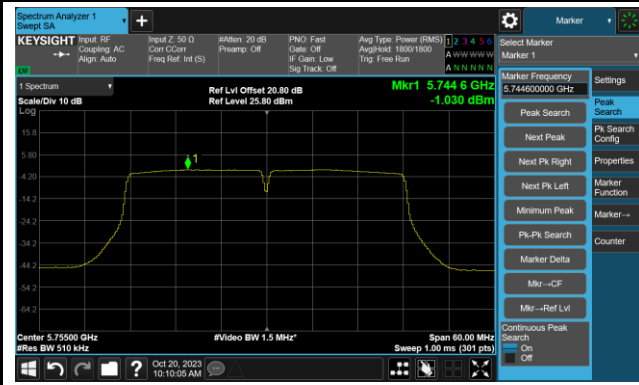 Spectrum Analyzer 1
Swept SA
Marker
KEYSIGHT
Input: RF
Coupling: AC
Align: Auto
Input Z: 50 Ω
Corr CCorr
Freq Ref: Int (S)
#Atten: 20 dB
Preamp: Off
PNO: Fast
Gate: Off
IF Gain: Low
Sig Track: Off
Avg Type: Power (RMS)
Avg|Hold: 1800/1800
Trig: Free Run
1 2 3 4 5 6
A W W W W W
A N N N N N
LXI
Select Marker
Marker 1
1 Spectrum
Scale/Div 10 dB
Log
Ref Lvl Offset 20.80 dB
Ref Level 25.80 dBm
Mkr1 5.744 6 GHz
-1.030 dBm
15.8
5.80
-4.20
-14.2
-24.2
-34.2
-44.2
-54.2
-64.2
1
Center 5.75500 GHz
#Res BW 510 kHz
#Video BW 1.5 MHz*
Span 60.00 MHz
Sweep 1.00 ms (301 pts)
Marker Frequency
5.744600000 GHz
Peak Search
Next Peak
Next Pk Right
Next Pk Left
Minimum Peak
Pk-Pk Search
Marker Delta
Mkr→CF
Mkr→Ref Lvl
Continuous Peak
Search
On
Off
Settings
Peak
Search
Pk Search
Config
Properties
Marker
Function
Marker→
Counter
Oct 20, 2023
10:10:05 AM